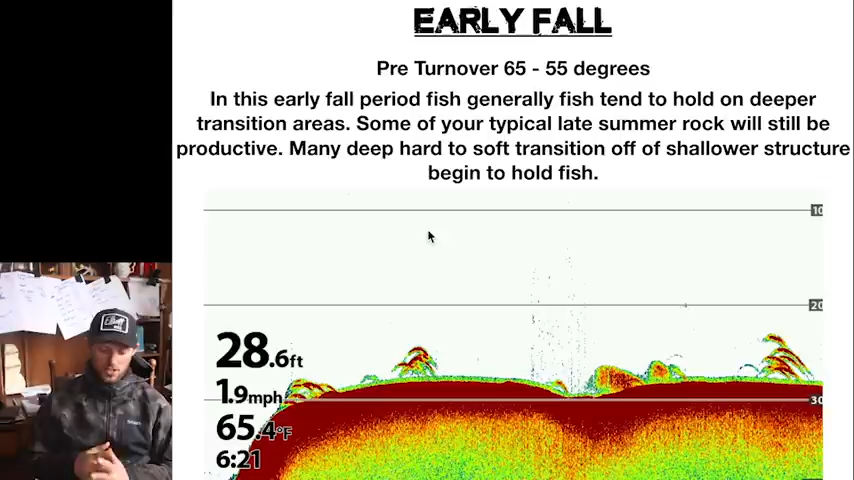 EARLY FALL
Pre Turnover 65 - 55 degrees
In this early fall period fish generally fish tend to hold on deeper
transition areas. Some of your typical late summer rock will still be
productive. Many deep hard to soft transition off of shallower structure
begin to hold fish.
10
20
28.6ft
1.9mph
30
65.4°F
6:21